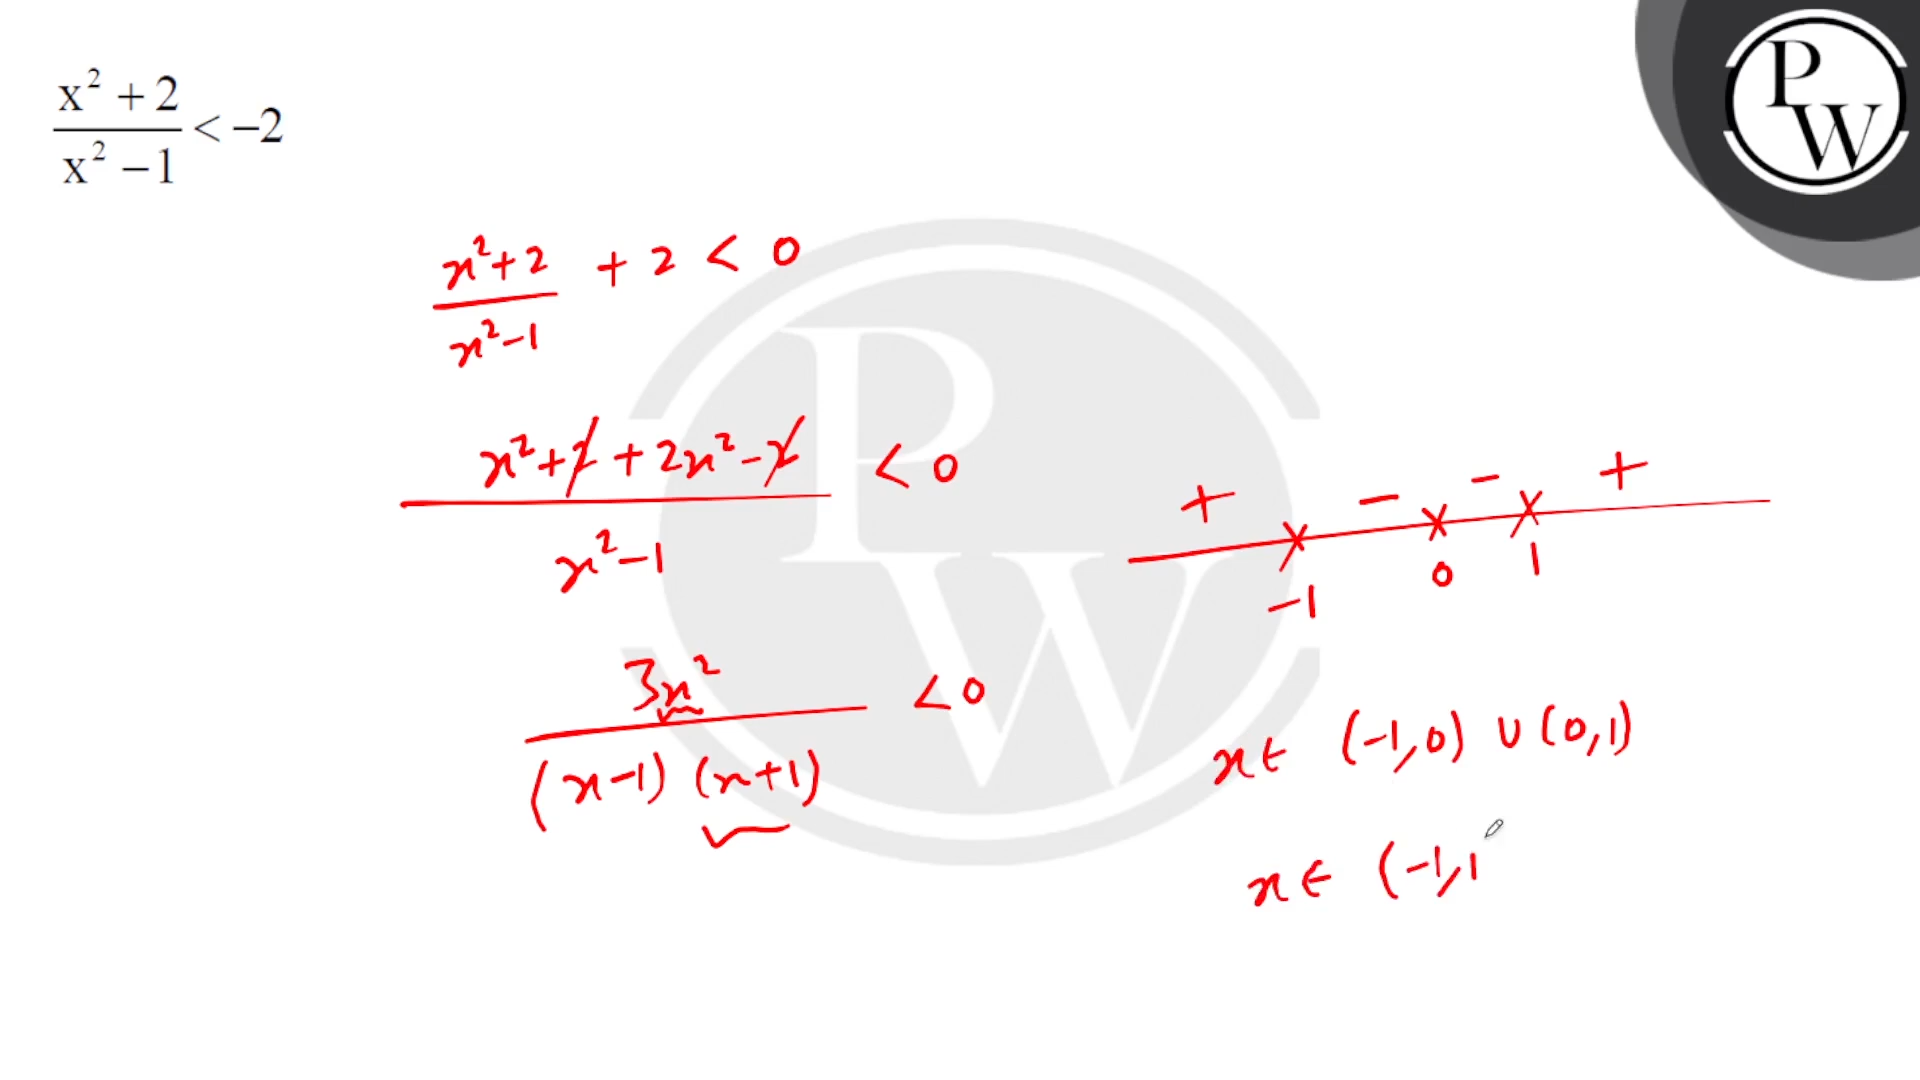 x² + 2
x² − 1
< −2
P
W
x²+2
x²-1
+ 2 < 0
x²+2 + 2x²-2
x²-1
< 0
3x²
(x-1) (x+1)
< 0
+ - - +
-1 0 1
x ∈ (-1,0) ∪ (0,1)
x ∈ (-1,1
P
W